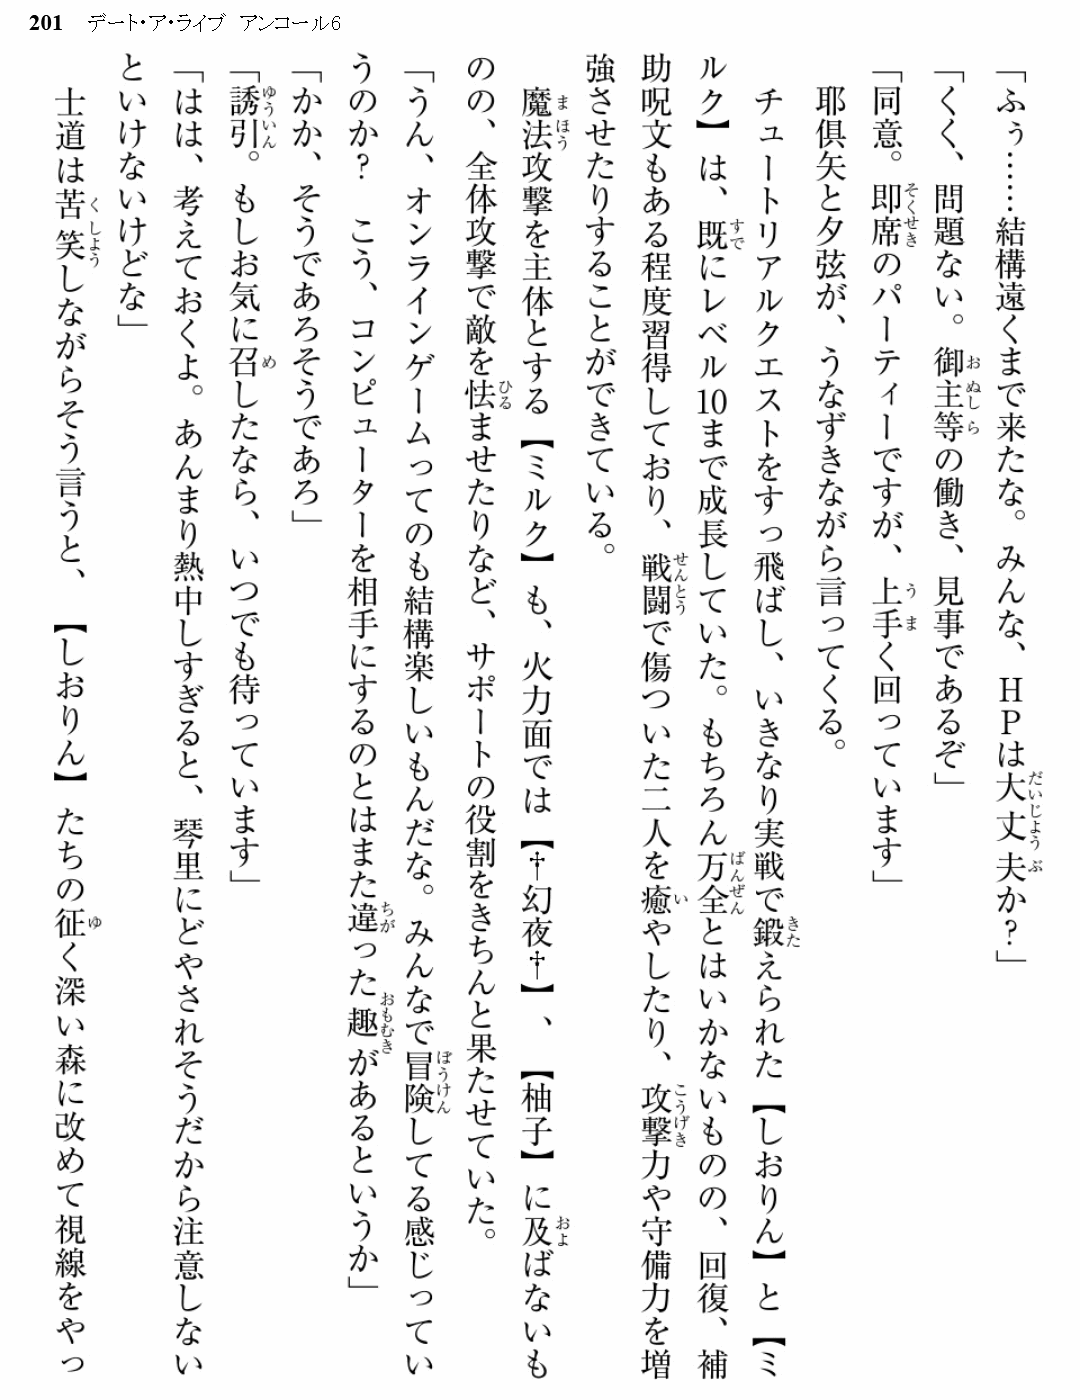 201 デート・ア・ライブ アンコール6
「ふぅ……結構遠くまで来たな。みんな、HPは大丈夫か？」
「くく、問題ない。御主等の働き、見事であるぞ」
「同意。即席のパーティーですが、上手く回っています」
耶倶矢と夕弦が、うなずきながら言ってくる。
チュートリアルクエストをすっ飛ばし、いきなり実戦で鍛えられた【しおりん】と【ミ
ルク】は、既にレベル10まで成長していた。もちろん万全とはいかないものの、回復、補
助呪文もある程度習得しており、戦闘で傷ついた二人を癒やしたり、攻撃力や守備力を増
強させたりすることができている。
魔法攻撃を主体とする【ミルク】も、火力面では【†幻夜†】、【柚子】に及ばないも
のの、全体攻撃で敵を怯ませたりなど、サポートの役割をきちんと果たせていた。
「うん、オンラインゲームってのも結構楽しいもんだな。みんなで冒険してる感じってい
うのか？　こう、コンピューターを相手にするのとはまた違った趣があるというか」
「かか、そうであろそうであろ」
「誘引。もしお気に召したなら、いつでも待っています」
「はは、考えておくよ。あんまり熱中しすぎると、琴里にどやされそうだから注意しない
といけないけどな」
士道は苦笑しながらそう言うと、【しおりん】たちの征く深い森に改めて視線をやっ